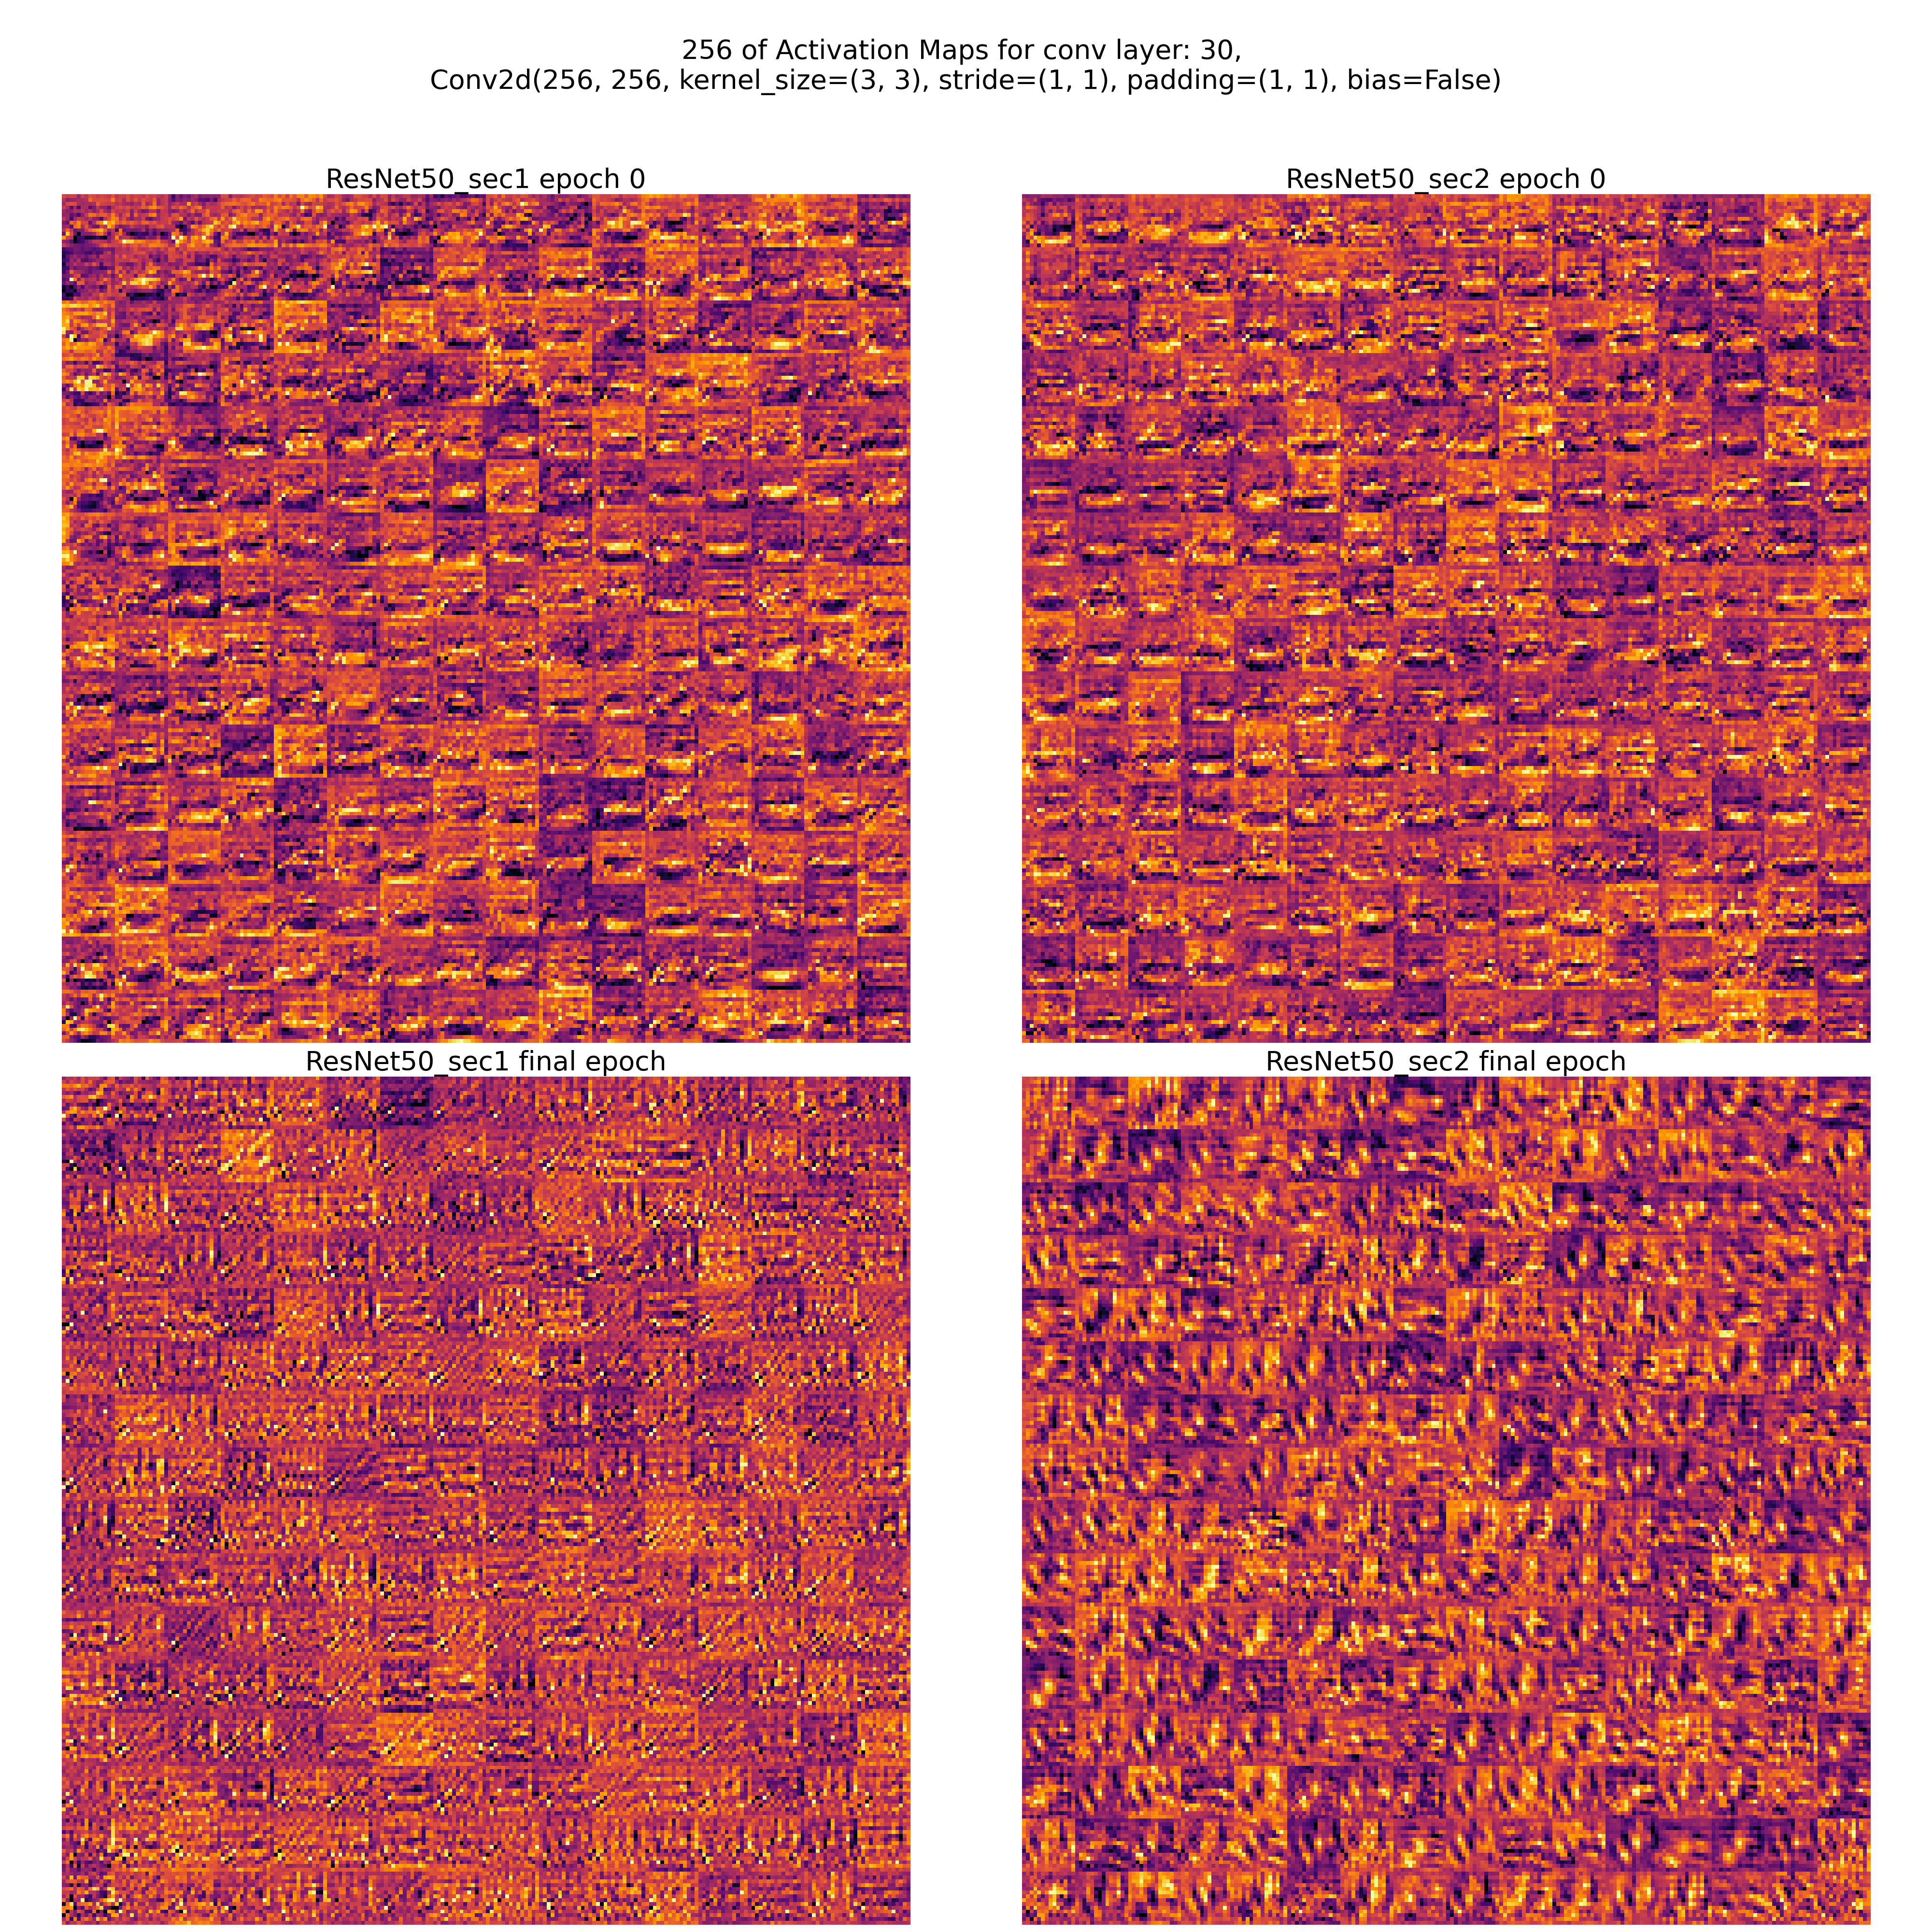 256 of Activation Maps for conv layer: 30,
Conv2d(256, 256, kernel_size=(3, 3), stride=(1, 1), padding=(1, 1), bias=False)
ResNet50_sec1 epoch 0
ResNet50_sec2 epoch 0
ResNet50_sec1 final epoch
ResNet50_sec2 final epoch